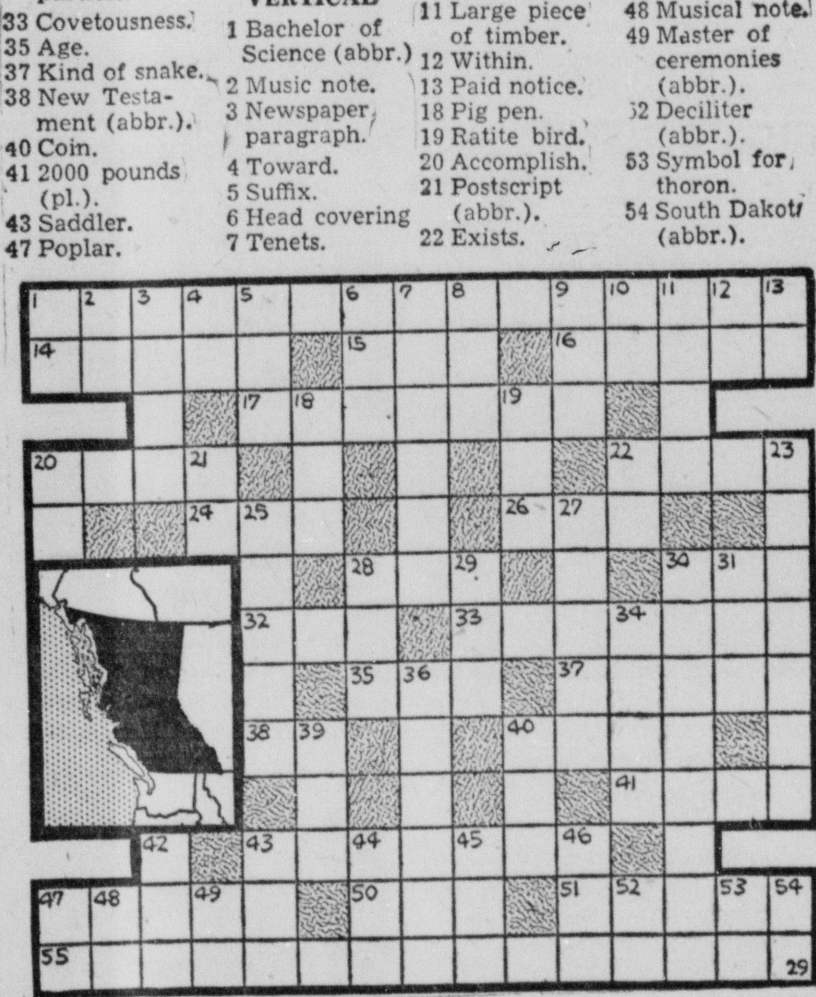 33 Covetousness.
35 Age.
37 Kind of snake.
38 New Testa-
ment (abbr.).
40 Coin.
41 2000 pounds
(pl.).
43 Saddler.
47 Poplar.
VERTICAL
1 Bachelor of
Science (abbr.)
2 Music note.
3 Newspaper
paragraph.
4 Toward.
5 Suffix.
6 Head covering
7 Tenets.
11 Large piece
of timber.
12 Within.
13 Paid notice.
18 Pig pen.
19 Ratite bird.
20 Accomplish.
21 Postscript
(abbr.).
22 Exists.
48 Musical note.
49 Master of
ceremonies
(abbr.).
52 Deciliter
(abbr.).
53 Symbol for
thoron.
54 South Dakota
(abbr.).
1 2 3 4 5 6 7 8 9 10 11 12 13
14 15 16
17 18 19
20 21 22 23
24 25 26 27
28 29 30 31
32 33 34
35 36 37
38 39 40
41
42 43 44 45 46
47 48 49 50 51 52 53 54
55 29